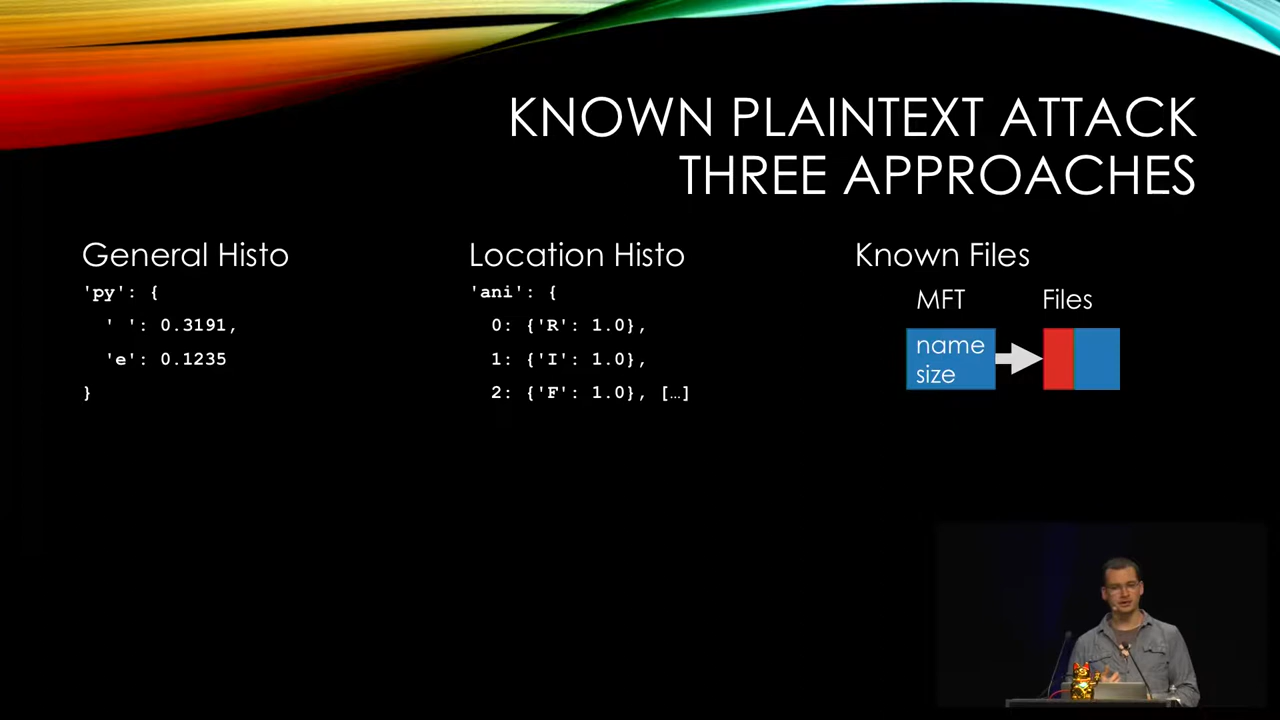 KNOWN PLAINTEXT ATTACK
THREE APPROACHES
General Histo
'py': {
' ': 0.3191,
'e': 0.1235
}
Location Histo
'ani': {
0: {'R': 1.0},
1: {'I': 1.0},
2: {'F': 1.0}, […]
Known Files
MFT
Files
name
size